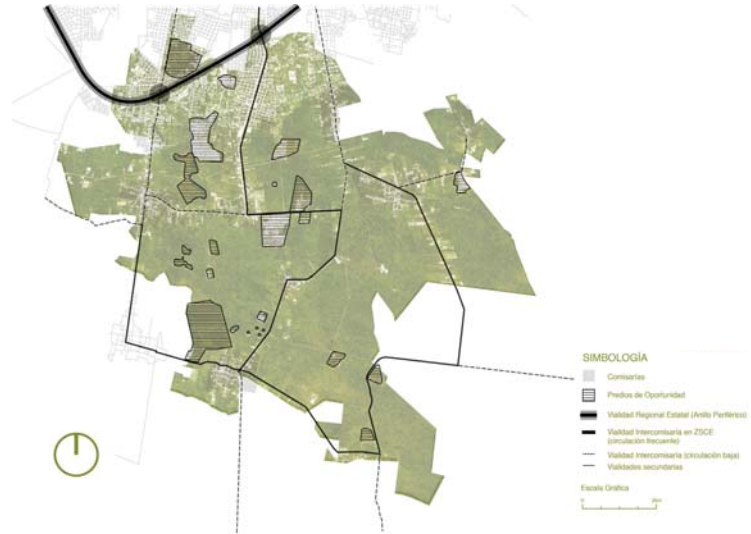 SIMBOLOGÍA
Comisarías
Predios de Oportunidad
Vialidad Regional Estatal (Anillo Periférico)
Vialidad Intercomisaría en ZSCE
(circulación frecuente)
Vialidad Intercomisaría (circulación baja)
Vialidades secundarias
Escala Gráfica
0